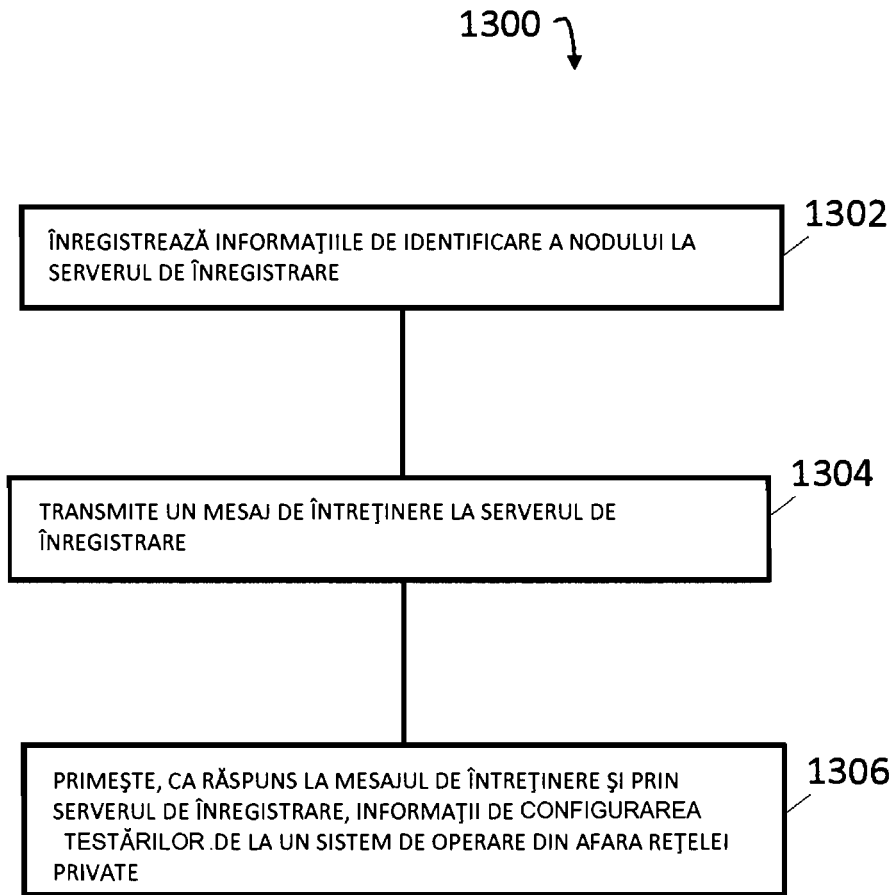 1300
1302
ÎNREGISTREAZĂ INFORMAŢIILE DE IDENTIFICARE A NODULUI LA
SERVERUL DE ÎNREGISTRARE
1304
TRANSMITE UN MESAJ DE ÎNTREŢINERE LA SERVERUL DE
ÎNREGISTRARE
1306
PRIMEŞTE, CA RĂSPUNS LA MESAJUL DE ÎNTREŢINERE ŞI PRIN
SERVERUL DE ÎNREGISTRARE, INFORMAŢII DE CONFIGURAREA
TESTĂRILOR .DE LA UN SISTEM DE OPERARE DIN AFARA REŢELEI
PRIVATE